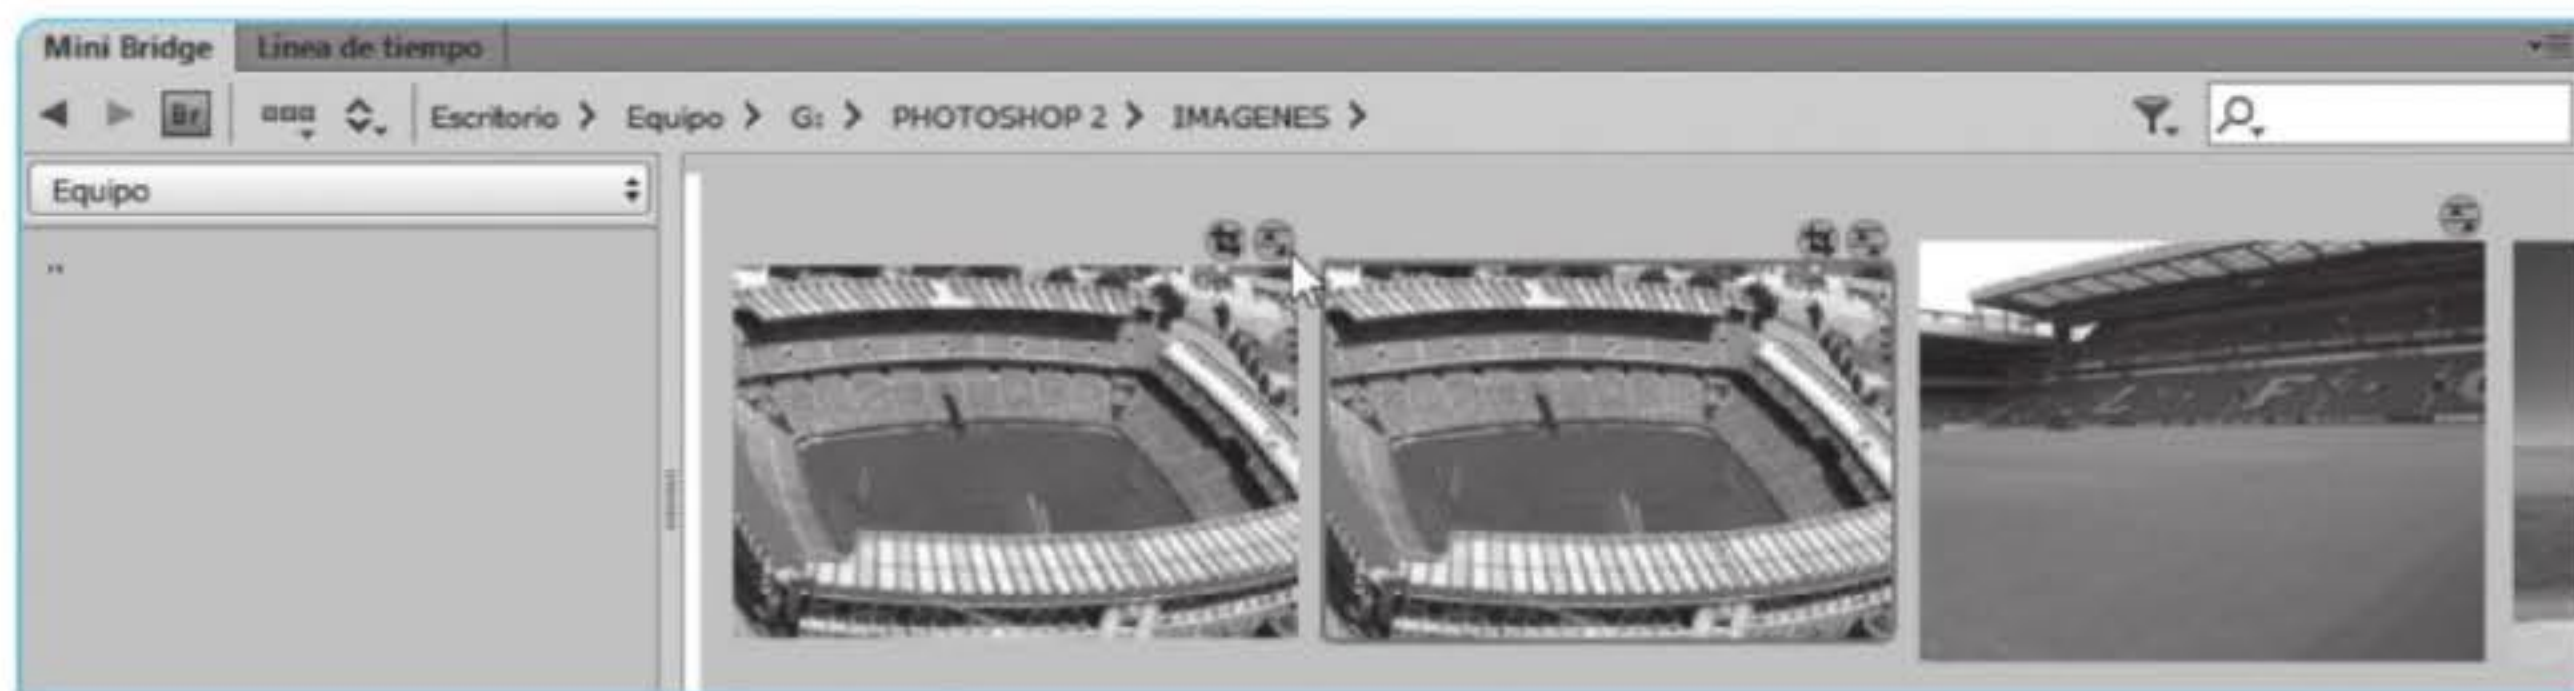 Mini Bridge Línea de tiempo
Br Escritorio > Equipo > G: > PHOTOSHOP 2 > IMAGENES >
Equipo
..